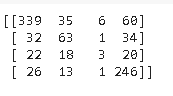 [[339  35   6  60]
 [ 32  63   1  34]
 [ 22  18   3  20]
 [ 26  13   1 246]]